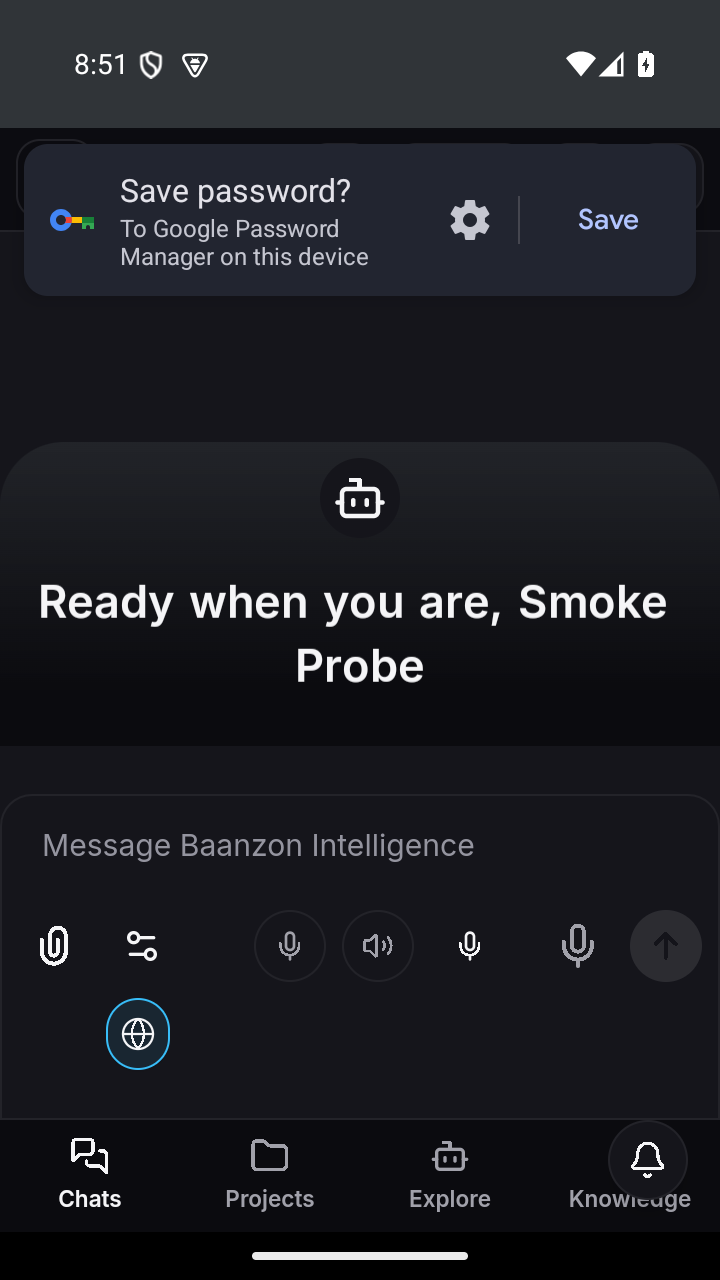 8:51
Save password?
To Google Password
Manager on this device
Save
Ready when you are, Smoke
Probe
Message Baanzon Intelligence
Chats
Projects
Explore
Knowledge